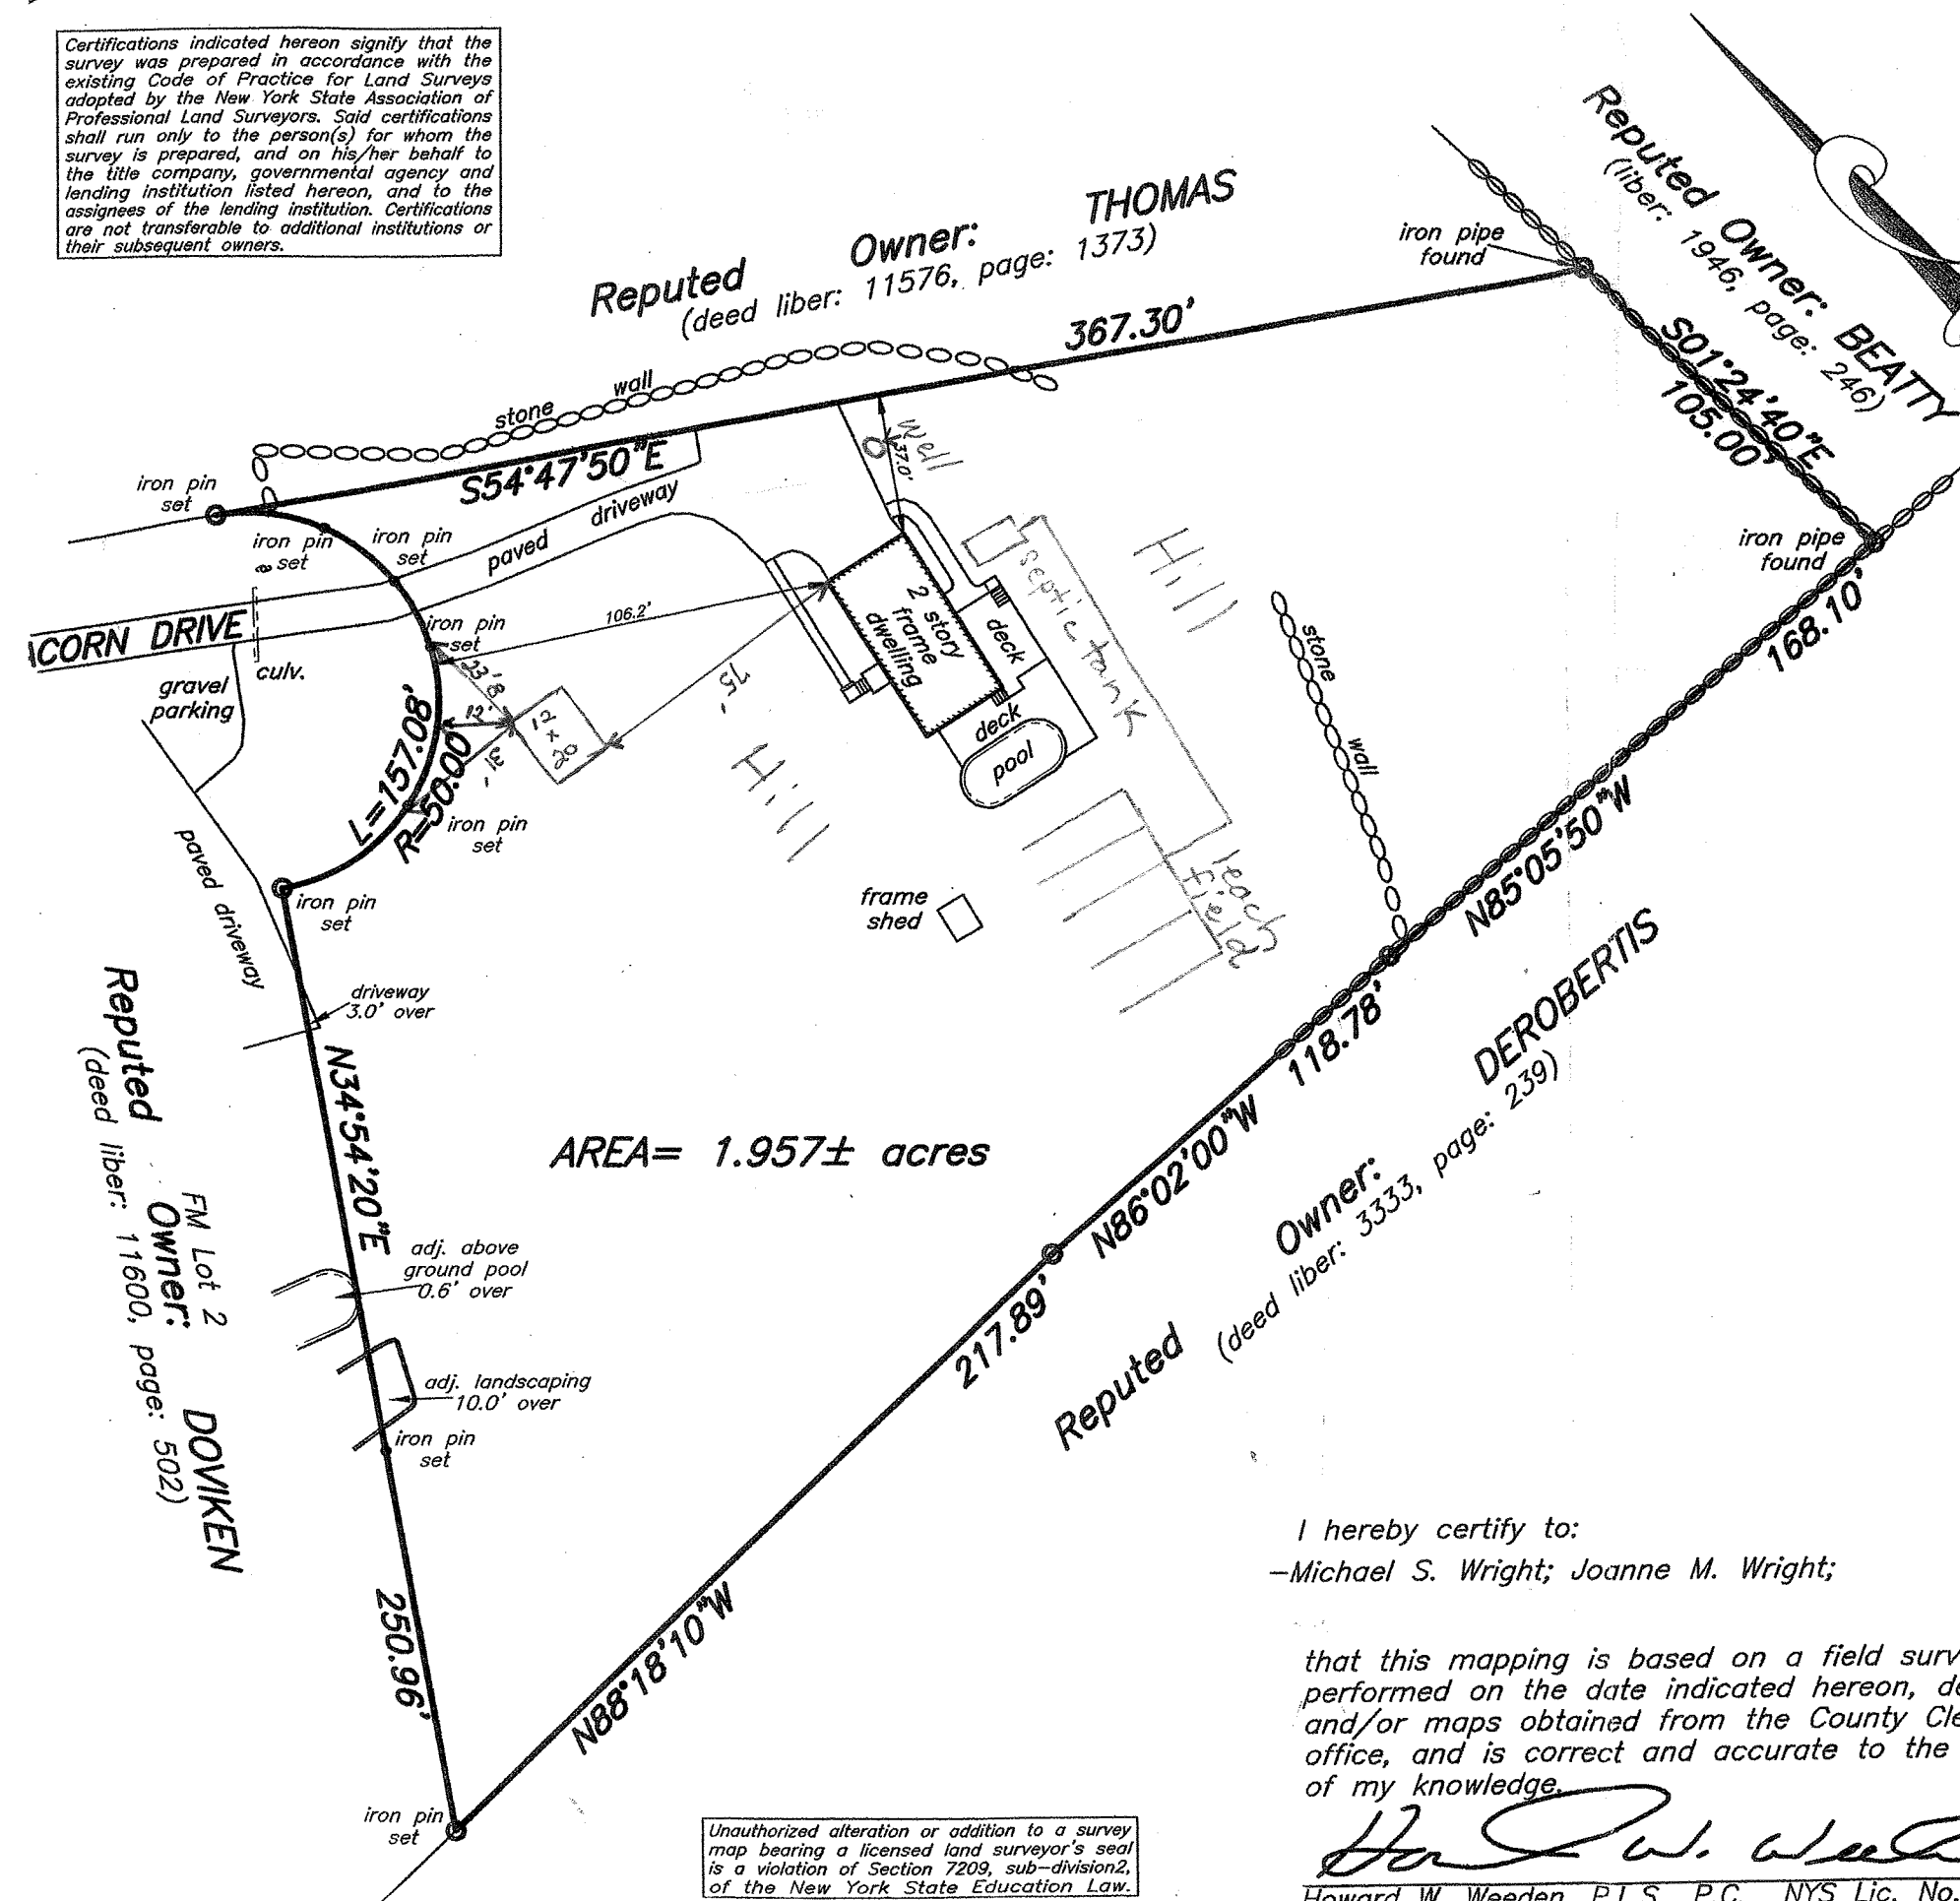 Certifications indicated hereon signify that the
survey was prepared in accordance with the
existing Code of Practice for Land Surveys
adopted by the New York State Association of
Professional Land Surveyors. Said certifications
shall run only to the person(s) for whom the
survey is prepared, and on his/her behalf to
the title company, governmental agency and
lending institution listed hereon, and to the
assignees of the lending institution. Certifications
are not transferable to additional institutions or
their subsequent owners.
Reputed Owner: THOMAS
(deed liber: 11576, page: 1373)
367.30'
iron pipe
found
Reputed Owner: BEATTY
(liber: 1946, page: 246)
S01°24'40"E
105.00'
stone wall
S54°47'50"E
iron pin
set
iron pin
set
iron pin
set
paved driveway
well
37.0'
iron pipe
found
168.10'
CORN DRIVE
culv.
gravel
parking
iron pin
set
106.2'
23'8
12'
31'
12
x
20
75'
L=157.08'
R=50.00'
iron pin
set
2 story
frame
dwelling
deck
deck
pool
septic tank
Hill
Hill
stone wall
leach
field
frame
shed
N85°05'50"W
paved driveway
iron pin
set
driveway
3.0' over
118.78'
DEROBERTIS
N34°54'20"E
Reputed Owner: DOVIKEN
FM Lot 2
(deed liber: 11600, page: 502)
AREA= 1.957± acres
N86°02'00"W
Reputed Owner:
(deed liber: 3333, page: 239)
adj. above
ground pool
0.6' over
217.89'
adj. landscaping
10.0' over
iron pin
set
250.96'
N88°18'10"W
iron pin
set
I hereby certify to:
-Michael S. Wright; Joanne M. Wright;
that this mapping is based on a field surv
performed on the date indicated hereon, de
and/or maps obtained from the County Cle
office, and is correct and accurate to the
of my knowledge.
Unauthorized alteration or addition to a survey
map bearing a licensed land surveyor's seal
is a violation of Section 7209, sub-division2,
of the New York State Education Law.
Howard W. Weeden P.L.S., P.C. NYS Lic. No.